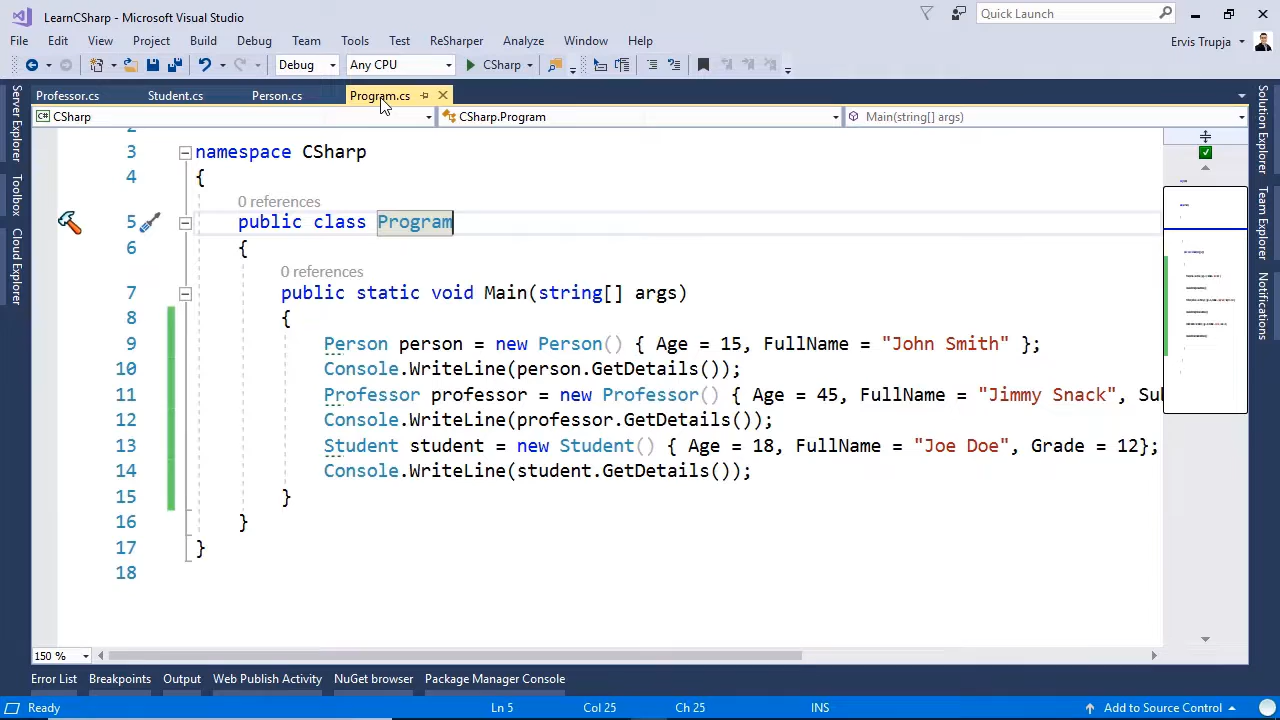 LearnCSharp - Microsoft Visual Studio
Quick Launch
File Edit View Project Build Debug Team Tools Test ReSharper Analyze Window Help
Ervis Trupja
Debug Any CPU CSharp
Professor.cs Student.cs Person.cs Program.cs
C# CSharp CSharp.Program Main(string[] args)
Server Explorer
Toolbox
Cloud Explorer
Solution Explorer
Team Explorer
Notifications
2
3 namespace CSharp
4 {
0 references
5 public class Program
6 {
0 references
7 public static void Main(string[] args)
8 {
9 Person person = new Person() { Age = 15, FullName = "John Smith" };
10 Console.WriteLine(person.GetDetails());
11 Professor professor = new Professor() { Age = 45, FullName = "Jimmy Snack", Sub
12 Console.WriteLine(professor.GetDetails());
13 Student student = new Student() { Age = 18, FullName = "Joe Doe", Grade = 12};
14 Console.WriteLine(student.GetDetails());
15 }
16 }
17 }
18
150 %
Error List Breakpoints Output Web Publish Activity NuGet browser Package Manager Console
Ready Ln 5 Col 25 Ch 25 INS Add to Source Control